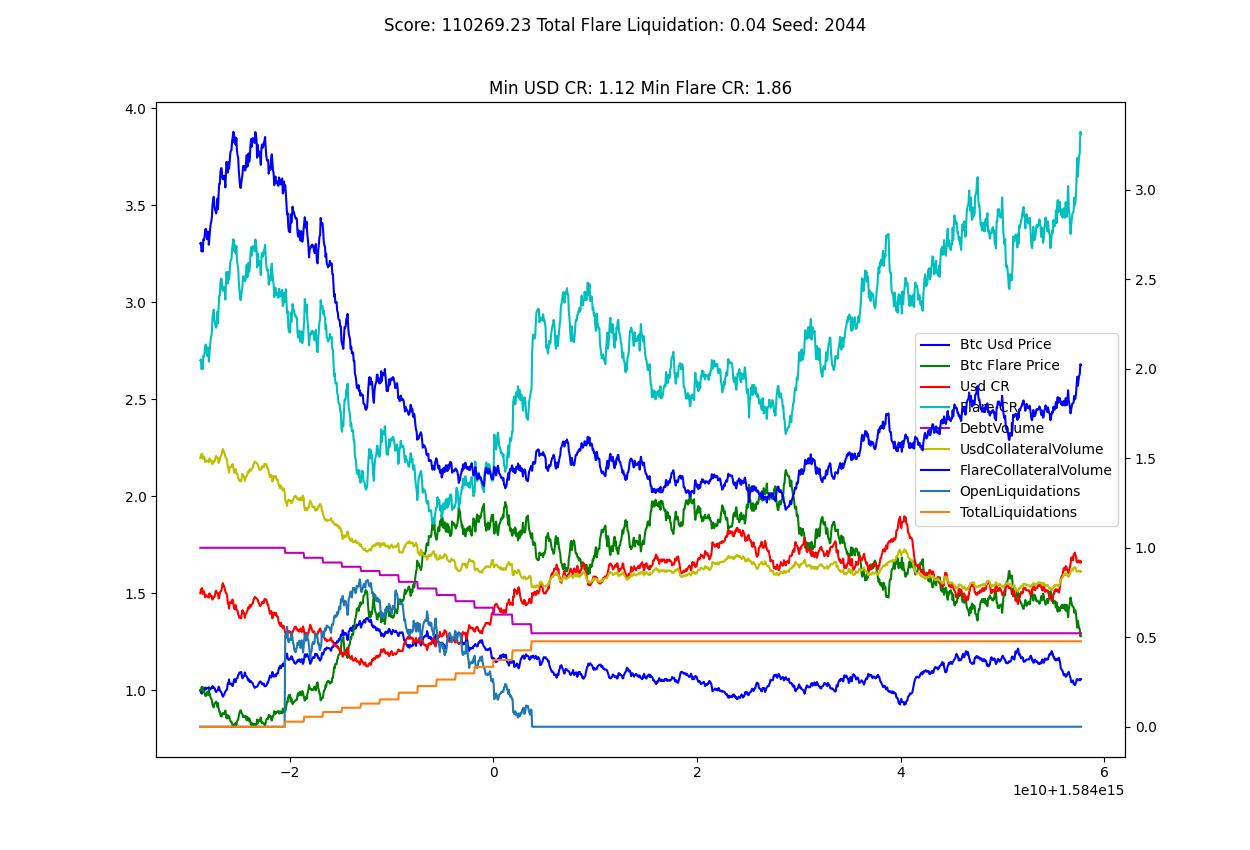 Score: 110269.23 Total Flare Liquidation: 0.04 Seed: 2044
Min USD CR: 1.12 Min Flare CR: 1.86
4.0
3.5
3.0
2.5
2.0
1.5
1.0
3.0
2.5
2.0
1.5
1.0
0.5
0.0
Btc Usd Price
Btc Flare Price
Usd CR
Flare CR
DebtVolume
UsdCollateralVolume
FlareCollateralVolume
OpenLiquidations
TotalLiquidations
−2 0 2 4 6
1e10+1.584e15